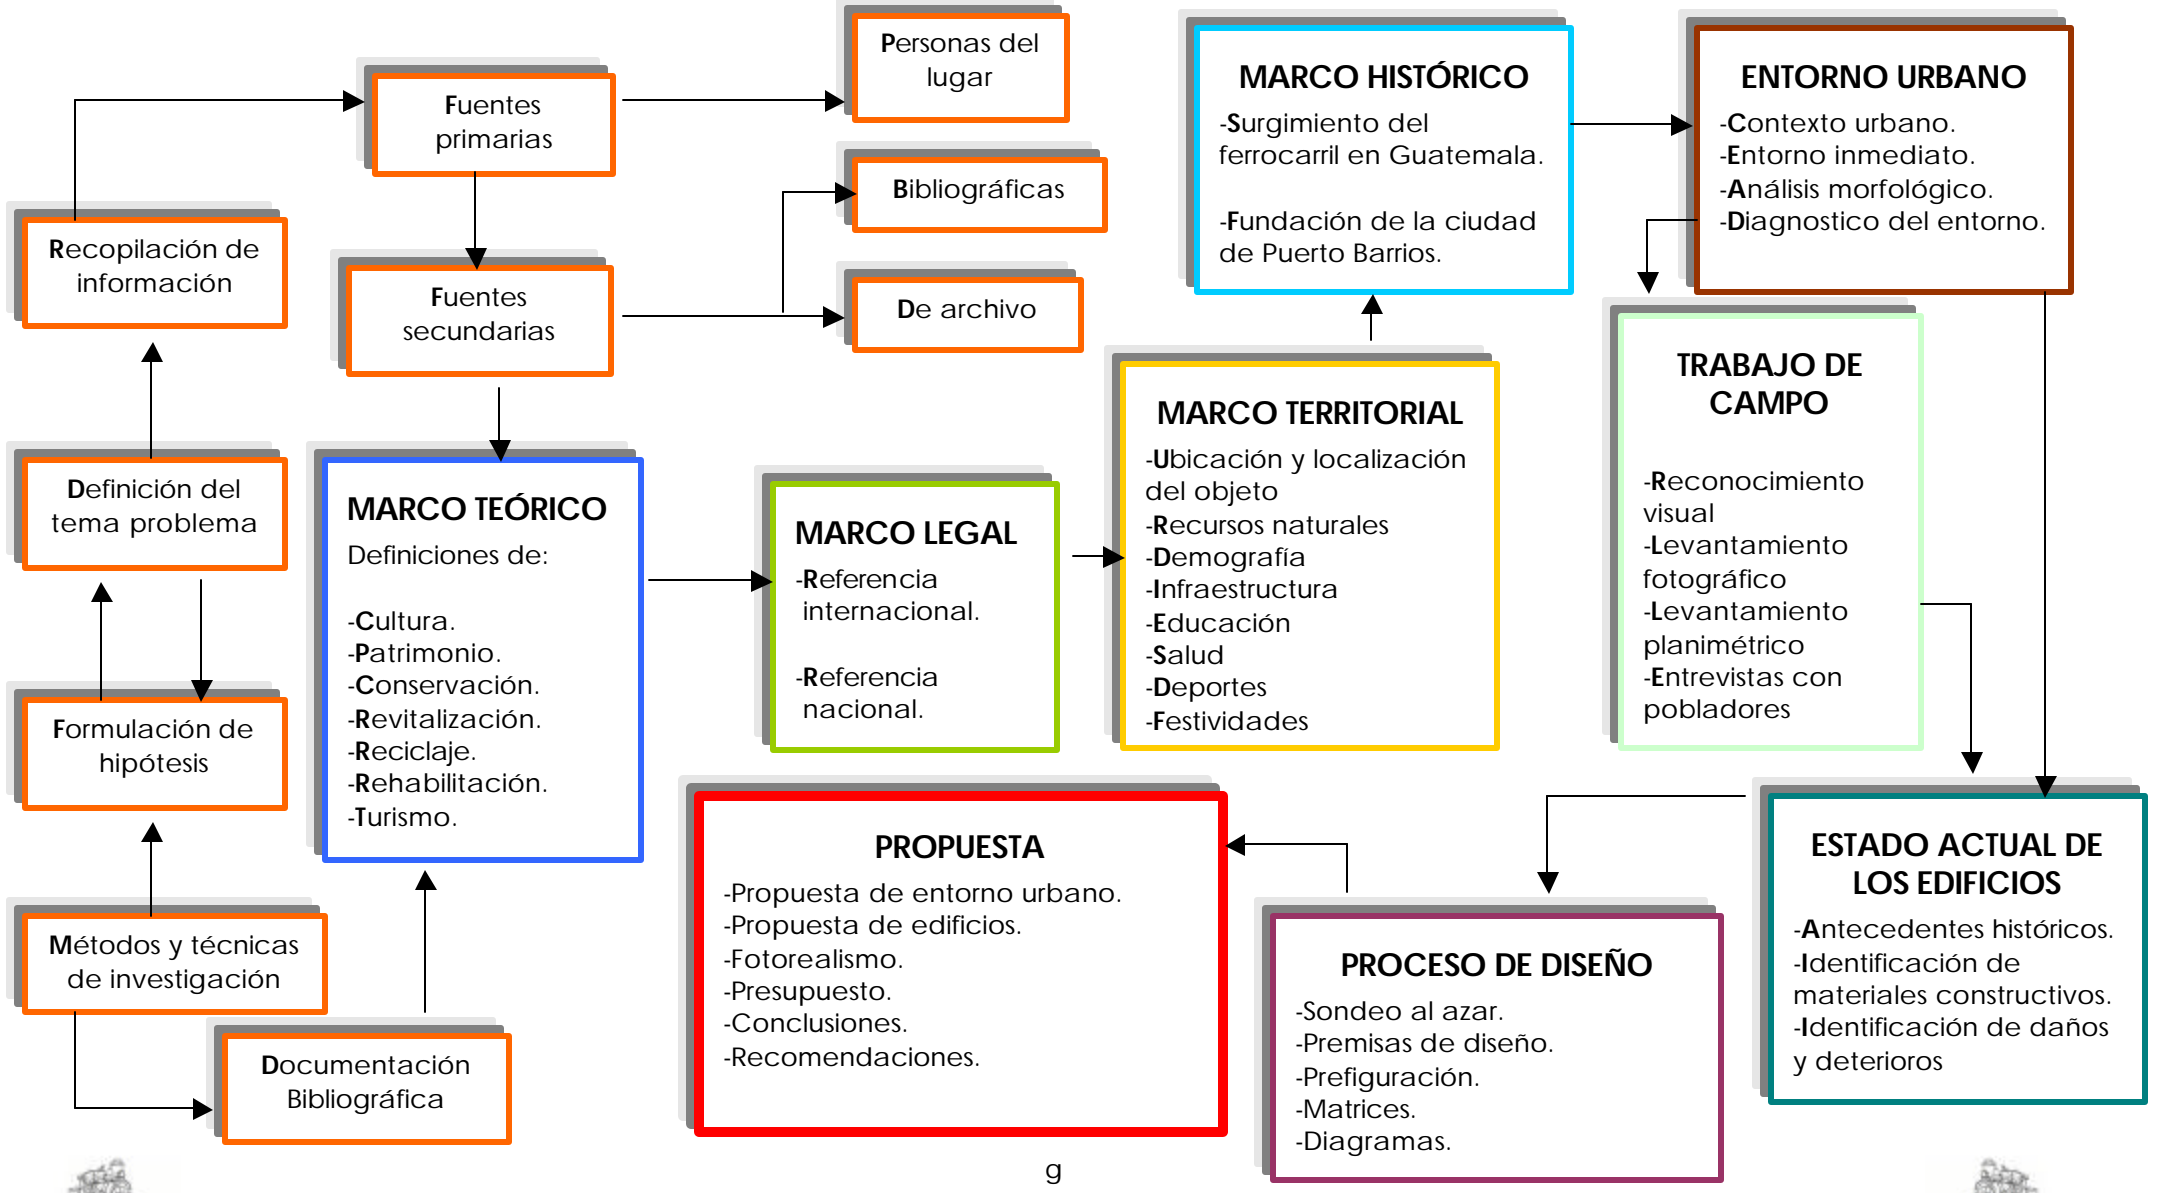 Personas del
lugar
Fuentes
primarias
Bibliográficas
Recopilación de
información
Fuentes
secundarias
De archivo
Definición del
tema problema
Formulación de
hipótesis
Métodos y técnicas
de investigación
Documentación
Bibliográfica
MARCO TEÓRICO
Definiciones de:
-Cultura.
-Patrimonio.
-Conservación.
-Revitalización.
-Reciclaje.
-Rehabilitación.
-Turismo.
MARCO LEGAL
-Referencia
internacional.
-Referencia
nacional.
MARCO TERRITORIAL
-Ubicación y localización
del objeto
-Recursos naturales
-Demografía
-Infraestructura
-Educación
-Salud
-Deportes
-Festividades
MARCO HISTÓRICO
-Surgimiento del
ferrocarril en Guatemala.
-Fundación de la ciudad
de Puerto Barrios.
ENTORNO URBANO
-Contexto urbano.
-Entorno inmediato.
-Análisis morfológico.
-Diagnostico del entorno.
TRABAJO DE
CAMPO
-Reconocimiento
visual
-Levantamiento
fotográfico
-Levantamiento
planimétrico
-Entrevistas con
pobladores
ESTADO ACTUAL DE
LOS EDIFICIOS
-Antecedentes históricos.
-Identificación de
materiales constructivos.
-Identificación de daños
y deterioros
PROCESO DE DISEÑO
-Sondeo al azar.
-Premisas de diseño.
-Prefiguración.
-Matrices.
-Diagramas.
PROPUESTA
-Propuesta de entorno urbano.
-Propuesta de edificios.
-Fotorealismo.
-Presupuesto.
-Conclusiones.
-Recomendaciones.
g